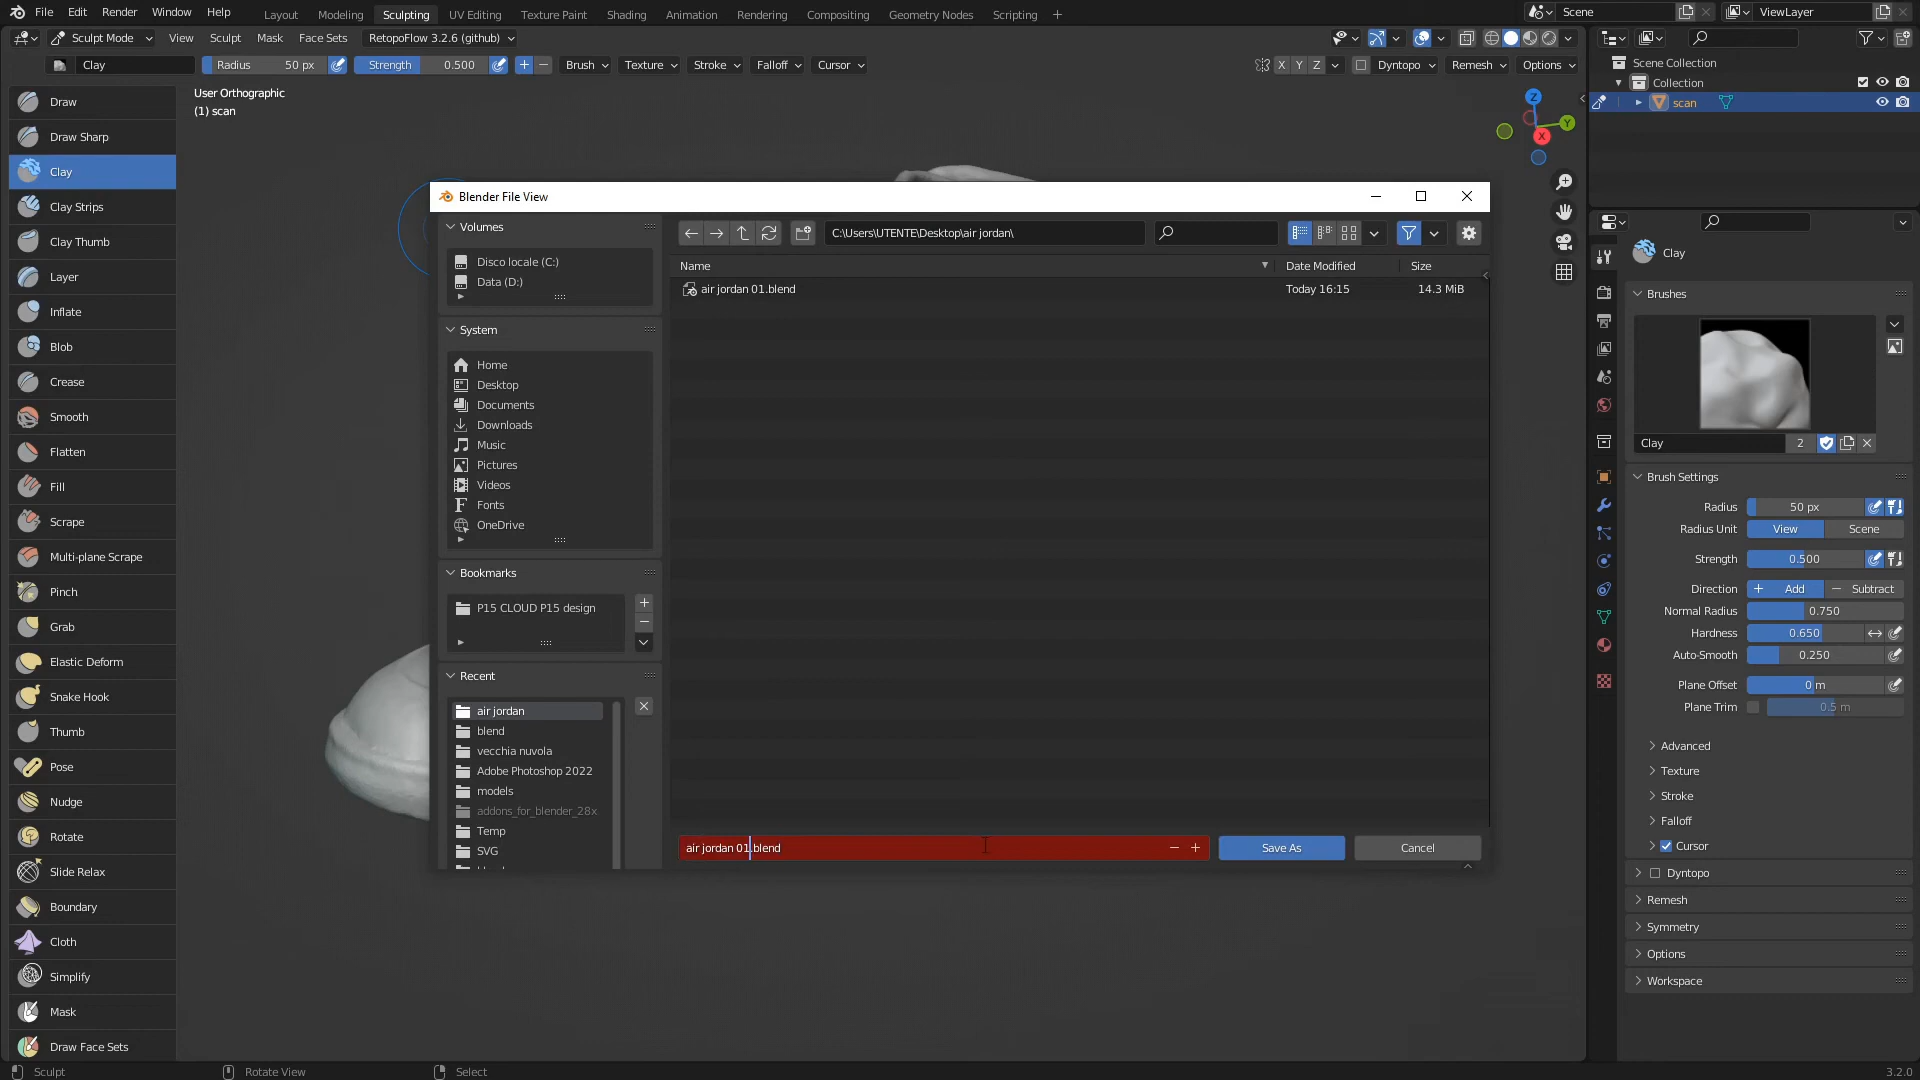 File Edit Render Window Help Layout Modeling Sculpting UV Editing Texture Paint Shading Animation Rendering Compositing Geometry Nodes Scripting + Scene ViewLayer
Sculpt Mode View Sculpt Mask Face Sets RetopoFlow 3.2.6 (github)
Clay Radius 50 px Strength 0.500 + − Brush Texture Stroke Falloff Cursor X Y Z Dyntopo Remesh Options
Scene Collection
Collection
scan
User Orthographic
(1) scan
Z
Y
X
Draw
Draw Sharp
Clay
Clay Strips
Clay Thumb
Layer
Inflate
Blob
Crease
Smooth
Flatten
Fill
Scrape
Multi-plane Scrape
Pinch
Grab
Elastic Deform
Snake Hook
Thumb
Pose
Nudge
Rotate
Slide Relax
Boundary
Cloth
Simplify
Mask
Draw Face Sets
Blender File View
Volumes
Disco locale (C:)
Data (D:)
System
Home
Desktop
Documents
Downloads
Music
Pictures
Videos
Fonts
OneDrive
Bookmarks
P15 CLOUD P15 design
Recent
air jordan
blend
vecchia nuvola
Adobe Photoshop 2022
models
addons_for_blender_28x
Temp
SVG
C:\Users\UTENTE\Desktop\air jordan\
Name Date Modified Size
air jordan 01.blend Today 16:15 14.3 MiB
air jordan 01.blend − + Save As Cancel
Clay
Brushes
Clay 2
Brush Settings
Radius 50 px
Radius Unit View Scene
Strength 0.500
Direction + Add − Subtract
Normal Radius 0.750
Hardness 0.650
Auto-Smooth 0.250
Plane Offset 0 m
Plane Trim 0.5 m
Advanced
Texture
Stroke
Falloff
Cursor
Dyntopo
Remesh
Symmetry
Options
Workspace
Sculpt Rotate View Select 3.2.0